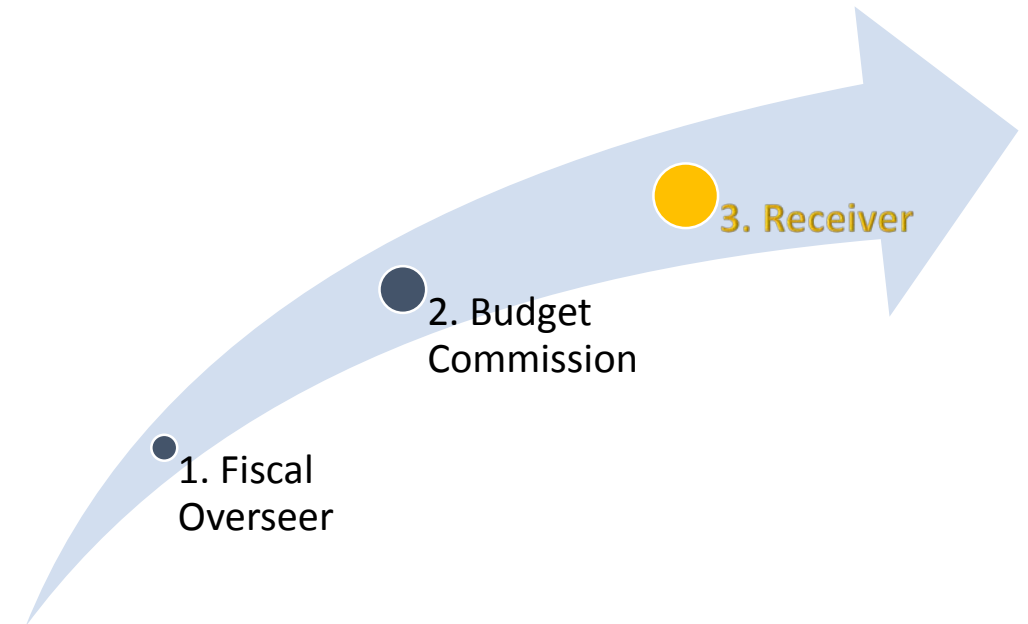 3. Receiver
2. Budget
Commission
1. Fiscal
Overseer